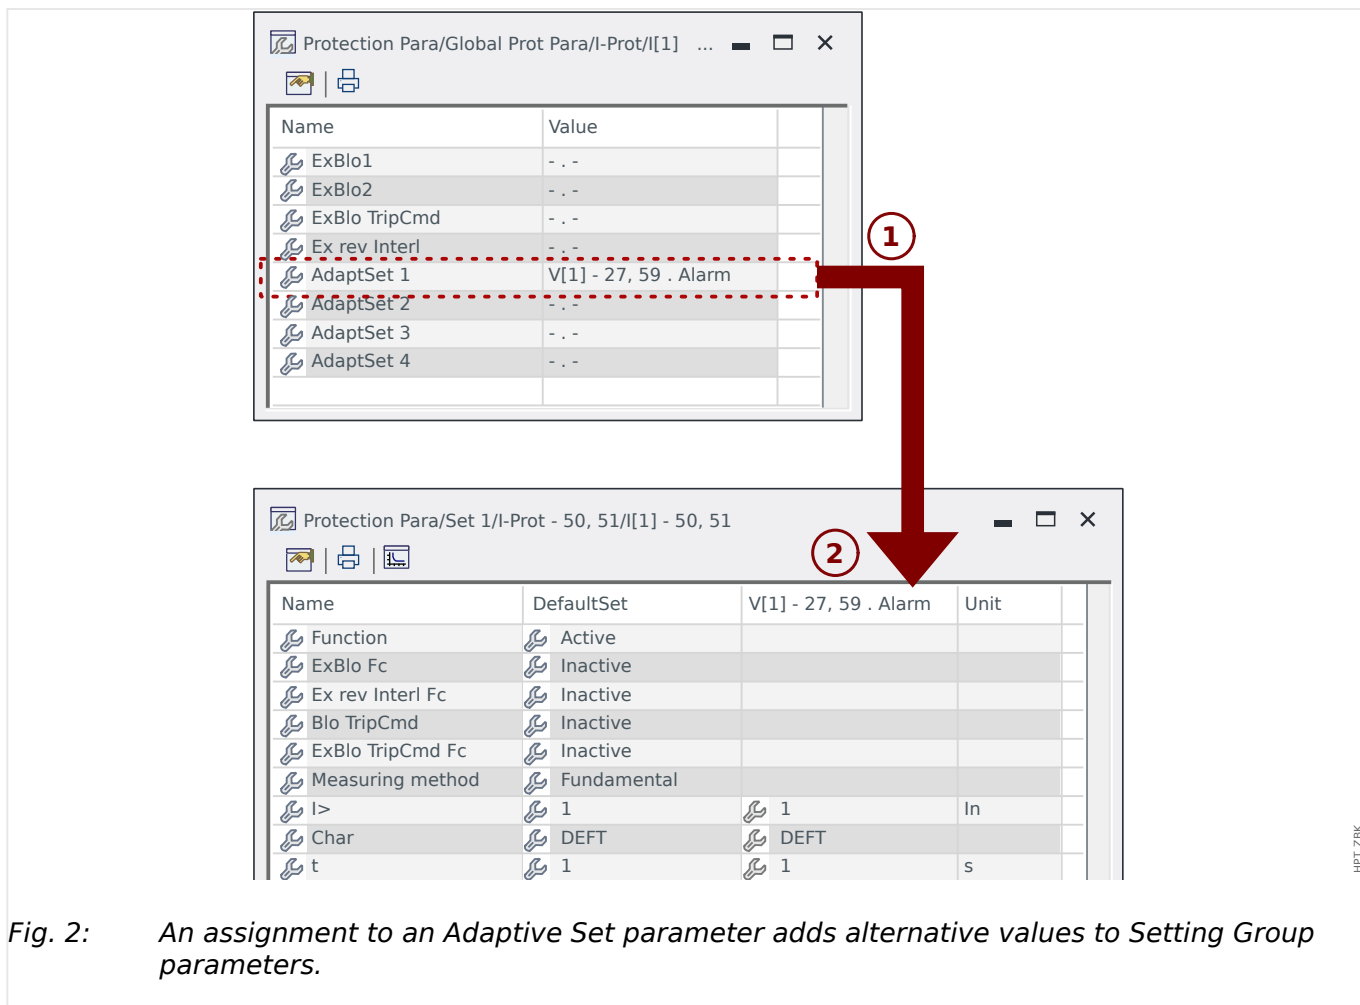 Protection Para/Global Prot Para/I-Prot/I[1] ...
Name Value
ExBlo1 - . -
ExBlo2 - . -
ExBlo TripCmd - . -
Ex rev Interl - . -
1
AdaptSet 1 V[1] - 27, 59 . Alarm
AdaptSet 2 - . -
AdaptSet 3 - . -
AdaptSet 4 - . -
Protection Para/Set 1/I-Prot - 50, 51/I[1] - 50, 51
2
Name DefaultSet V[1] - 27, 59 . Alarm Unit
Function Active
ExBlo Fc Inactive
Ex rev Interl Fc Inactive
Blo TripCmd Inactive
ExBlo TripCmd Fc Inactive
Measuring method Fundamental
I> 1 1 In
Char DEFT DEFT
t 1 1 s
HPT_ZBK
Fig. 2: An assignment to an Adaptive Set parameter adds alternative values to Setting Group
parameters.